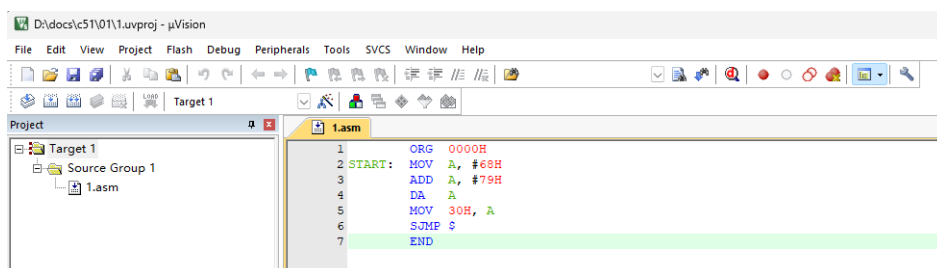 D:\docs\c51\01\1.uvproj - µVision
File Edit View Project Flash Debug Peripherals Tools SVCS Window Help
LOAD Target 1
Project
1.asm
Target 1
Source Group 1
1.asm
1 ORG 0000H
2 START: MOV A, #68H
3 ADD A, #79H
4 DA A
5 MOV 30H, A
6 SJMP $
7 END